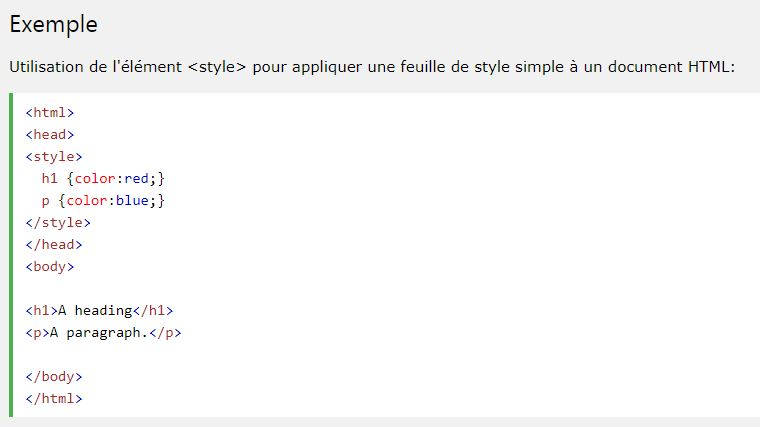 Exemple
Utilisation de l'élément <style> pour appliquer une feuille de style simple à un document HTML:
<html>
<head>
<style>
  h1 {color:red;}
  p {color:blue;}
</style>
</head>
<body>

<h1>A heading</h1>
<p>A paragraph.</p>

</body>
</html>